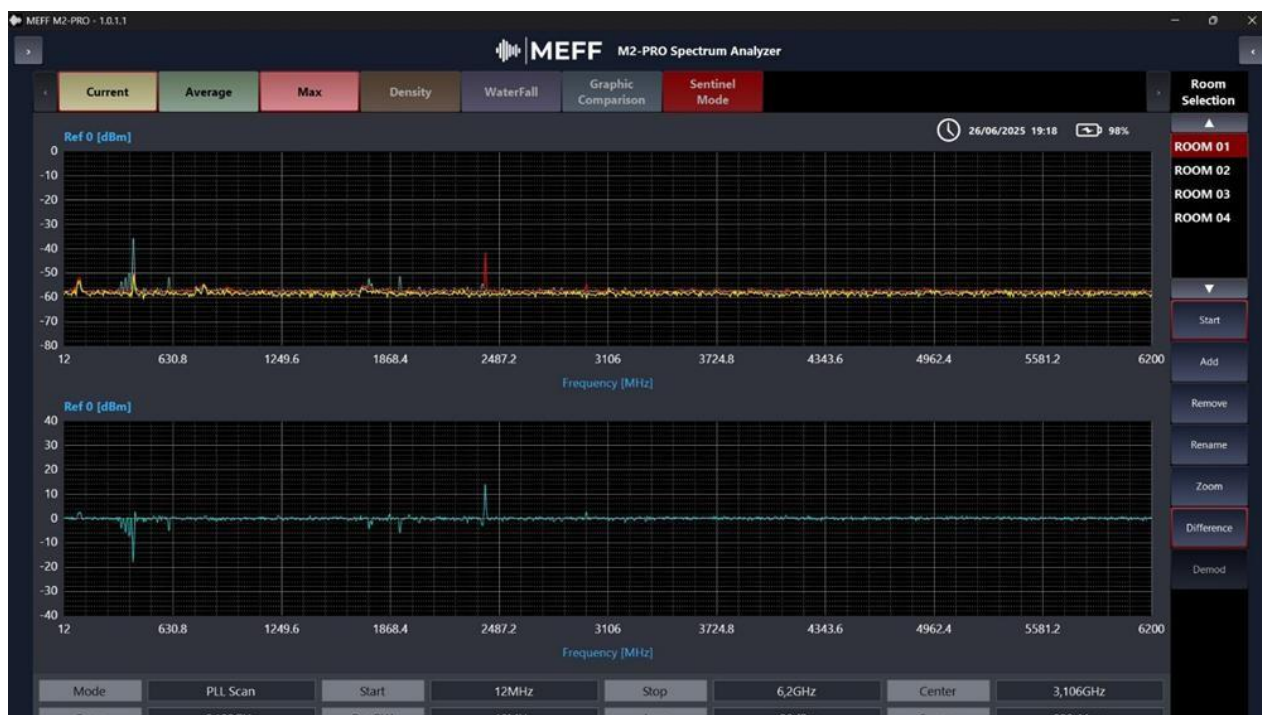 MEFF M2-PRO - 1.0.1.1
MEFF M2-PRO Spectrum Analyzer
Current Average Max Density WaterFall Graphic Comparison Sentinel Mode
Room Selection
Ref 0 [dBm]
26/06/2025 19:18 98%
0
-10
-20
-30
-40
-50
-60
-70
-80
12 630.8 1249.6 1868.4 2487.2 3106 3724.8 4343.6 4962.4 5581.2 6200
Frequency [MHz]
Ref 0 [dBm]
40
30
20
10
0
-10
-20
-30
-40
12 630.8 1249.6 1868.4 2487.2 3106 3724.8 4343.6 4962.4 5581.2 6200
Frequency [MHz]
ROOM 01
ROOM 02
ROOM 03
ROOM 04
Start
Add
Remove
Rename
Zoom
Difference
Demod
Mode PLL Scan Start 12MHz Stop 6,2GHz Center 3,106GHz